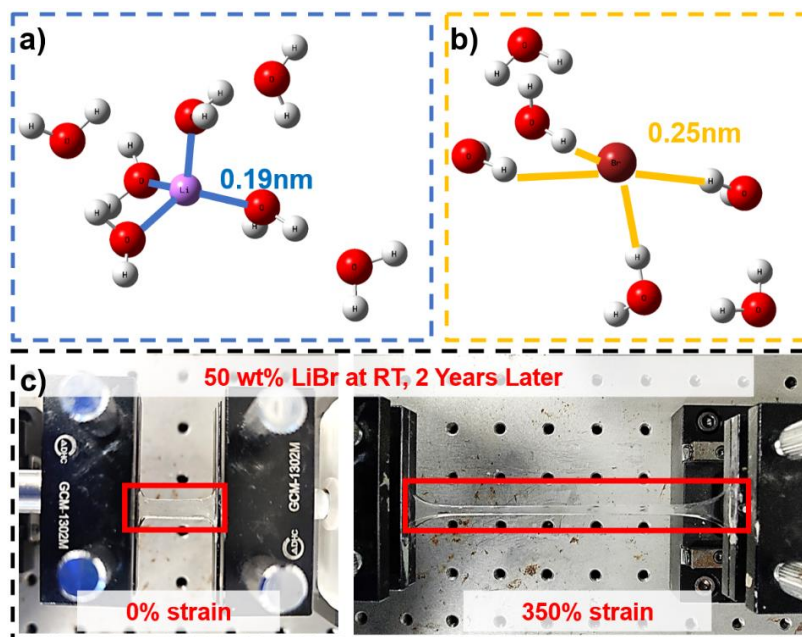 a)
H
H
H
O
H
O
H
H
H
O
H
H
O
Li
0.19nm
H
O
H
O
H
H
H
O
H
b)
O
H
H
H
O
H
0.25nm
Br
O
H
H
O
H
H
O
H
O
H
c)
50 wt% LiBr at RT, 2 Years Later
GCM-1302M
GCM-1302M
0% strain
350% strain